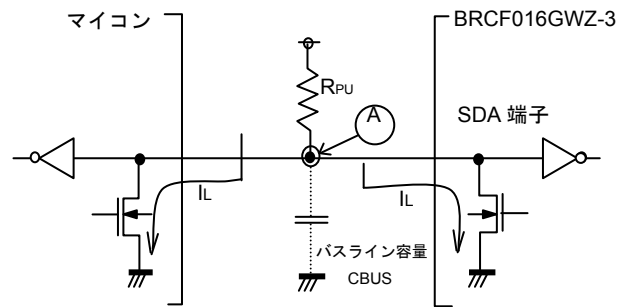 マイコン
BRCF016GWZ-3
RPU
A
SDA 端子
IL
IL
バスライン容量
CBUS